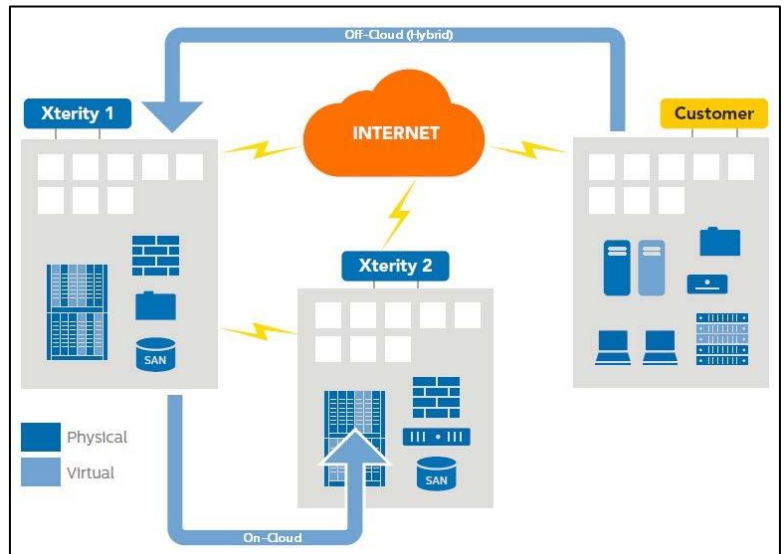 Off-Cloud (Hybrid)
Xterity 1
INTERNET
Customer
Xterity 2
SAN
SAN
Physical
Virtual
On-Cloud